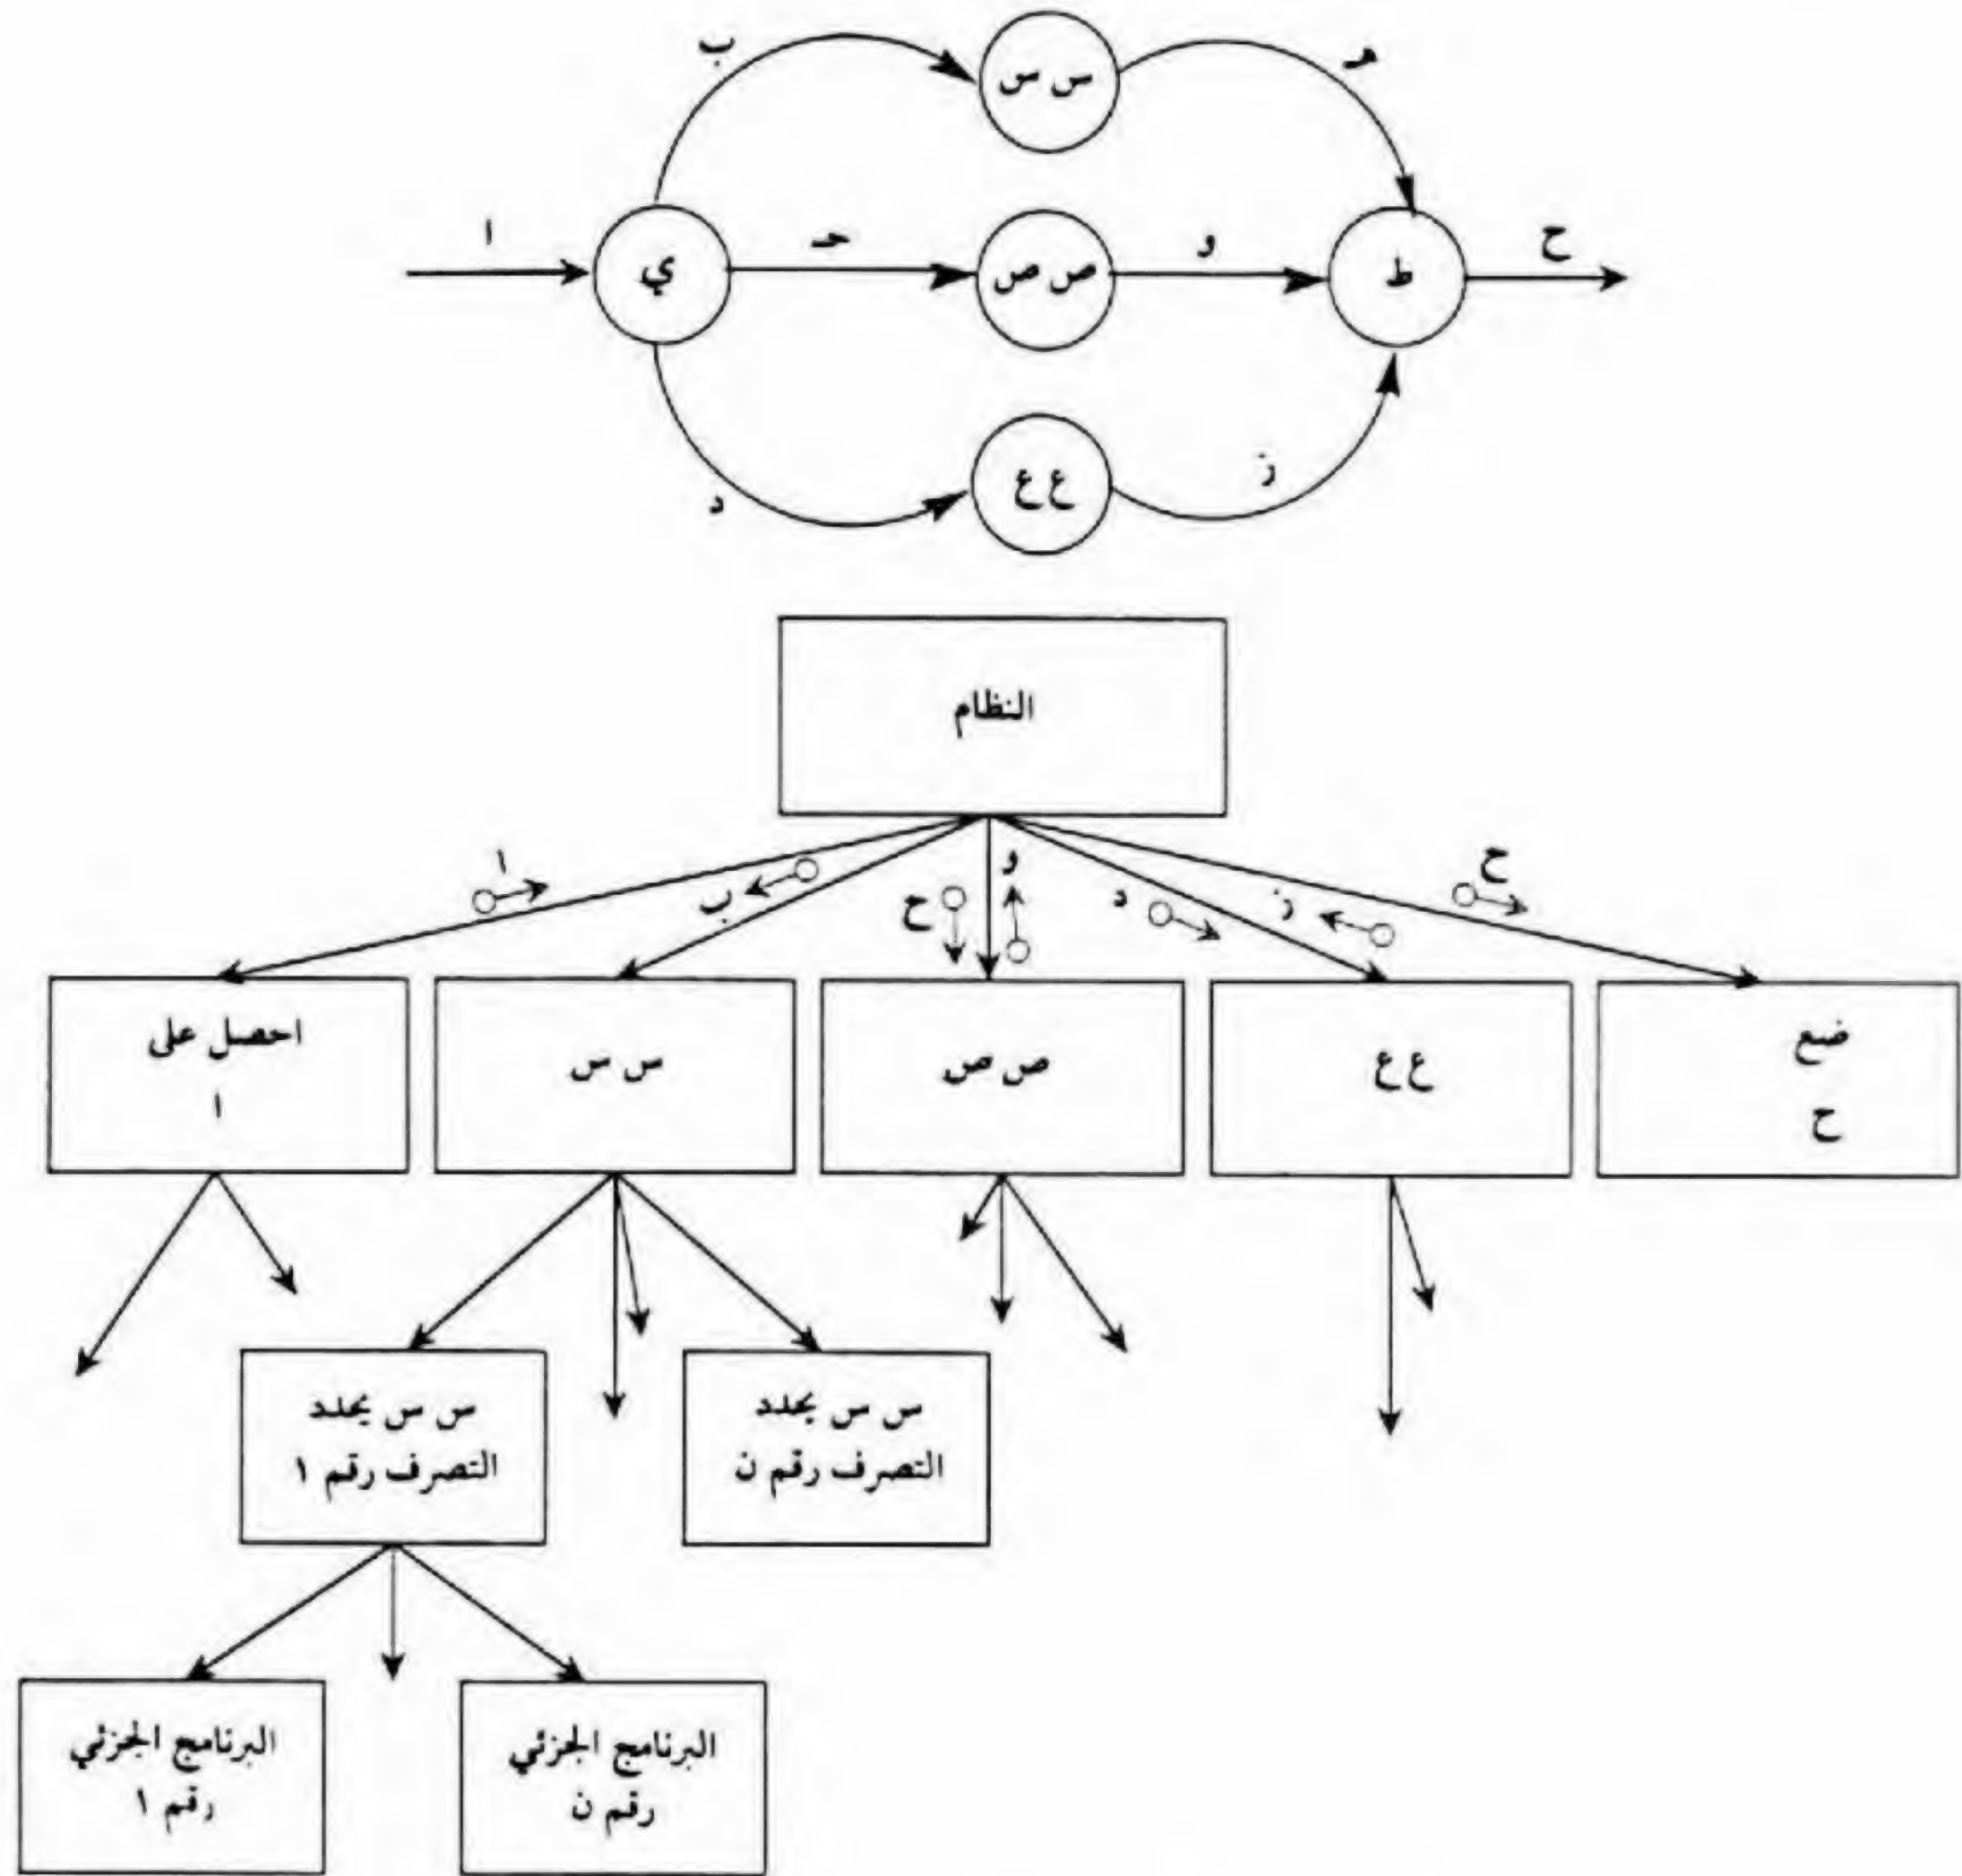 ب
س س
هـ
ا
ي
حـ
ص ص
و
ط
ح
د
ع ع
ز
النظام
ا
ب
ح
و
د
ز
ح
احصل على
ا
س س
ص ص
ع ع
ضع
ح
س س يحدد
التصرف رقم ١
س س يحدد
التصرف رقم ن
البرنامج الجزئي
رقم ١
البرنامج الجزئي
رقم ن